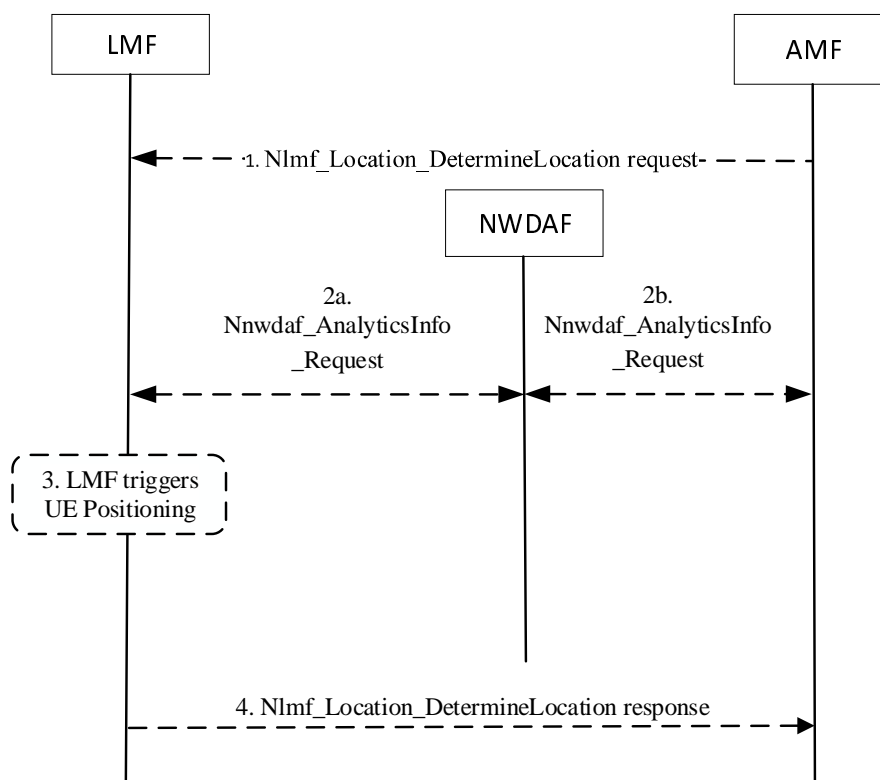 LMF
AMF
1. Nlmf_Location_DetermineLocation request
NWDAF
2a.
Nnwdaf_AnalyticsInfo
_Request
2b.
Nnwdaf_AnalyticsInfo
_Request
3. LMF triggers
UE Positioning
4. Nlmf_Location_DetermineLocation response